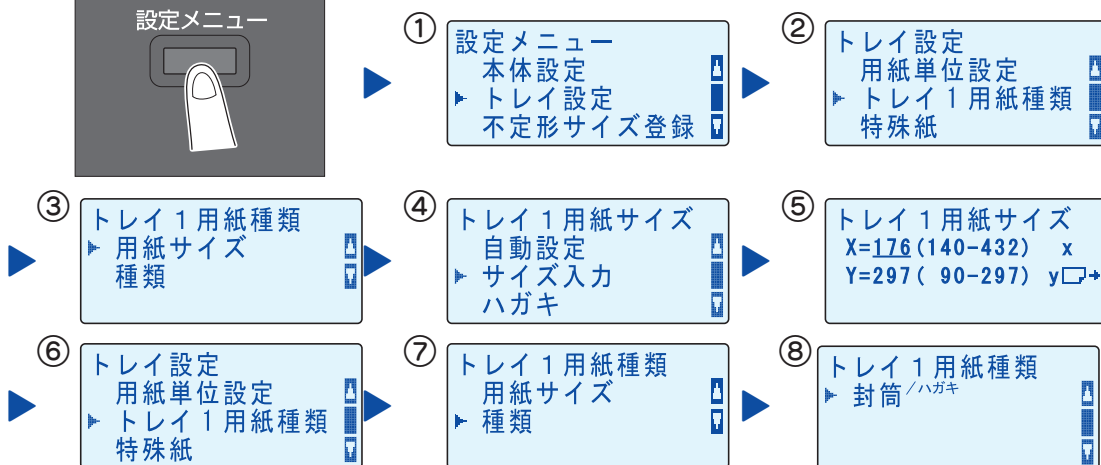 設定メニュー
①
設定メニュー
本体設定
トレイ設定
不定形サイズ登録
②
トレイ設定
用紙単位設定
トレイ1用紙種類
特殊紙
③
トレイ1用紙種類
用紙サイズ
種類
④
トレイ1用紙サイズ
自動設定
サイズ入力
ハガキ
⑤
トレイ1用紙サイズ
X=176(140-432) x
Y=297( 90-297) y
⑥
トレイ設定
用紙単位設定
トレイ1用紙種類
特殊紙
⑦
トレイ1用紙種類
用紙サイズ
種類
⑧
トレイ1用紙種類
封筒/ハガキ